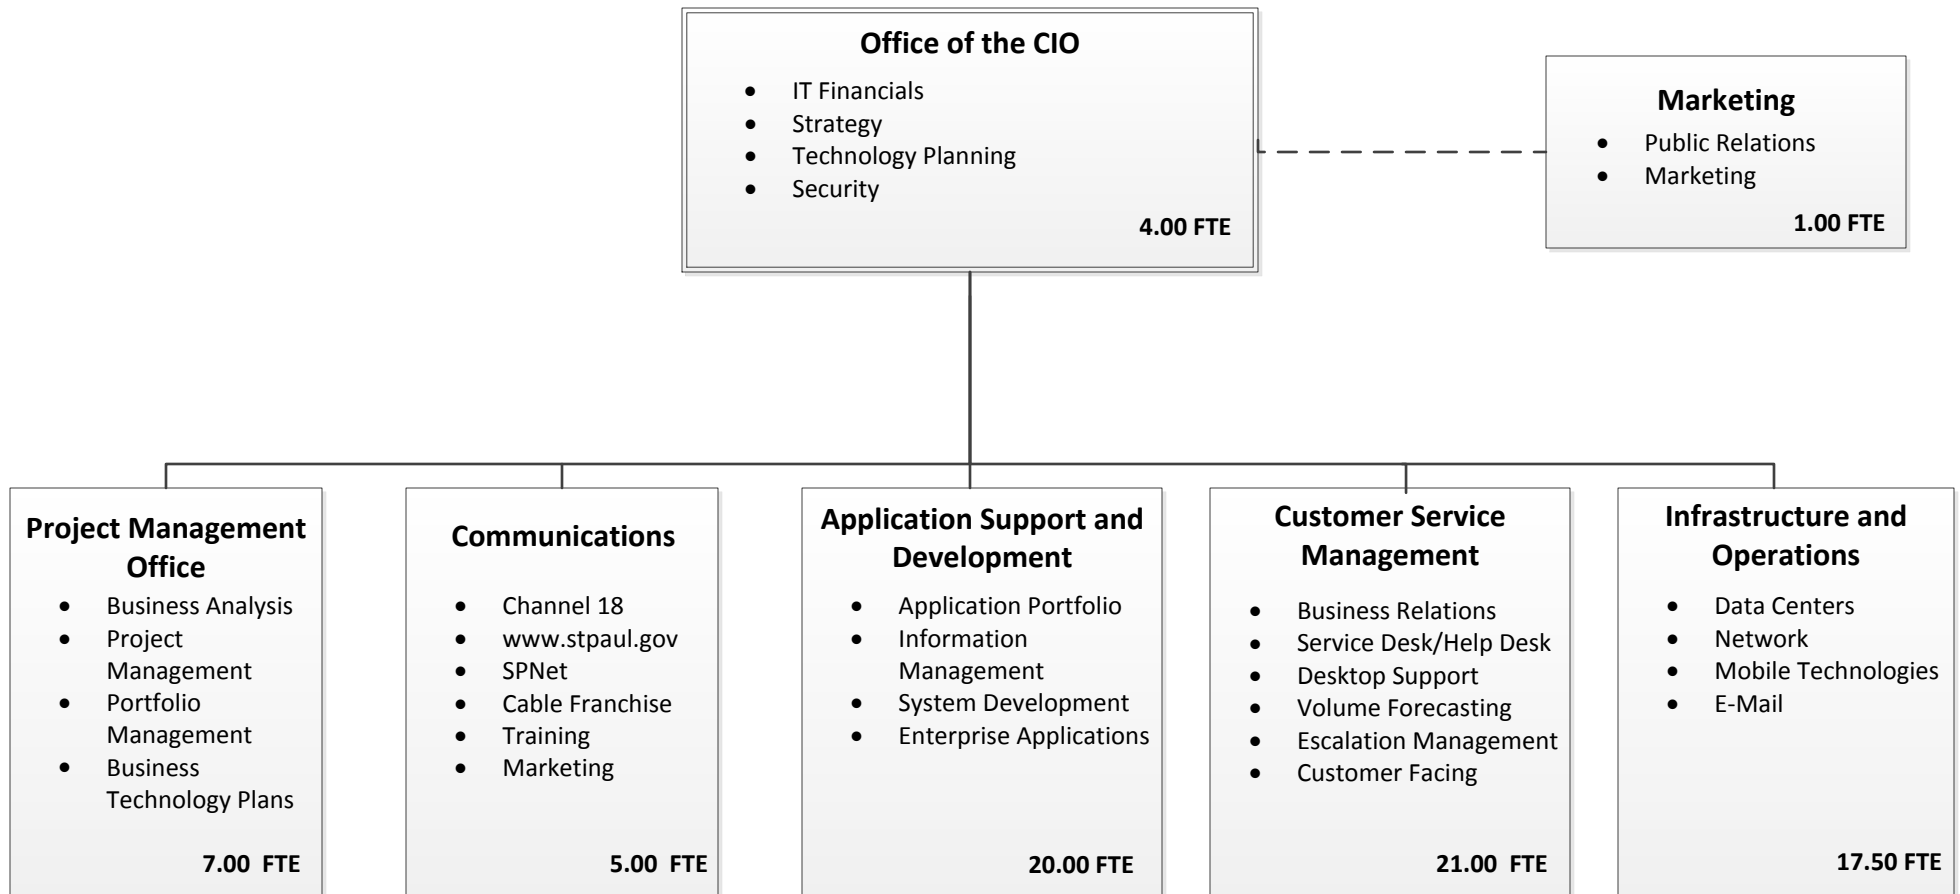 Office of the CIO
• IT Financials
• Strategy
• Technology Planning
• Security
4.00 FTE
Marketing
• Public Relations
• Marketing
1.00 FTE
Project Management
Office
• Business Analysis
• Project
Management
• Portfolio
Management
• Business
Technology Plans
7.00 FTE
Communications
• Channel 18
• www.stpaul.gov
• SPNet
• Cable Franchise
• Training
• Marketing
5.00 FTE
Application Support and
Development
• Application Portfolio
• Information
Management
• System Development
• Enterprise Applications
20.00 FTE
Customer Service
Management
• Business Relations
• Service Desk/Help Desk
• Desktop Support
• Volume Forecasting
• Escalation Management
• Customer Facing
21.00 FTE
Infrastructure and
Operations
• Data Centers
• Network
• Mobile Technologies
• E-Mail
17.50 FTE